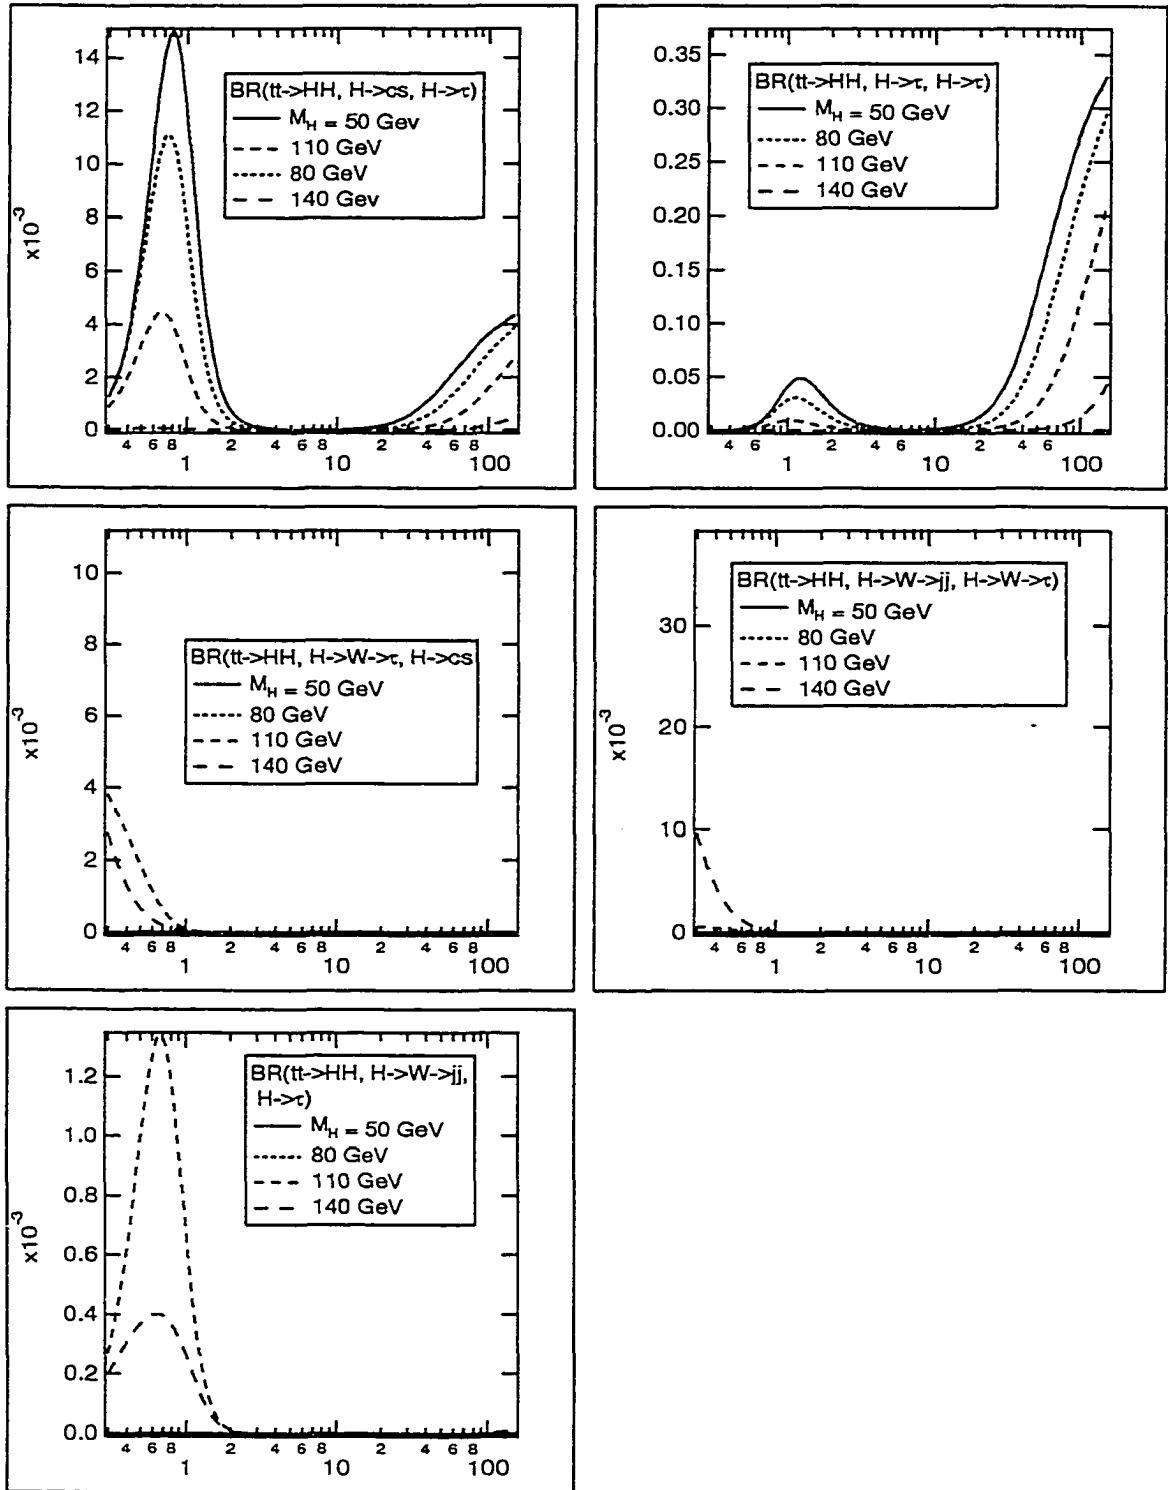 14
12
10
8
6
4
2
0
x10-3
BR(tt->HH, H->cs, H->τ)
MH = 50 Gev
110 GeV
80 GeV
140 Gev
4 6 8 2 4 6 2 4 6 8
1 10 100
0.35
0.30
0.25
0.20
0.15
0.10
0.05
0.00
x10-3
BR(tt->HH, H->τ, H->τ)
MH = 50 GeV
80 GeV
110 GeV
140 GeV
4 6 2 4 6 2 4 6
1 10 100
10
8
6
4
2
0
x10-3
BR(tt->HH, H->W->τ, H->cs
MH = 50 GeV
80 GeV
110 GeV
140 GeV
4 6 8 2 4 6 8 2 4 6 8
1 10 100
30
20
10
0
x10-3
BR(tt->HH, H->W->jj, H->W->τ)
MH = 50 GeV
80 GeV
110 GeV
140 GeV
4 6 8 2 4 6 8 2 4 6 8
1 10 100
1.2
1.0
0.8
0.6
0.4
0.2
0.0
x10-3
BR(tt->HH, H->W->jj,
H->τ)
MH = 50 GeV
80 GeV
110 GeV
140 GeV
4 6 8 2 4 6 8 2 4 6 8
1 10 100